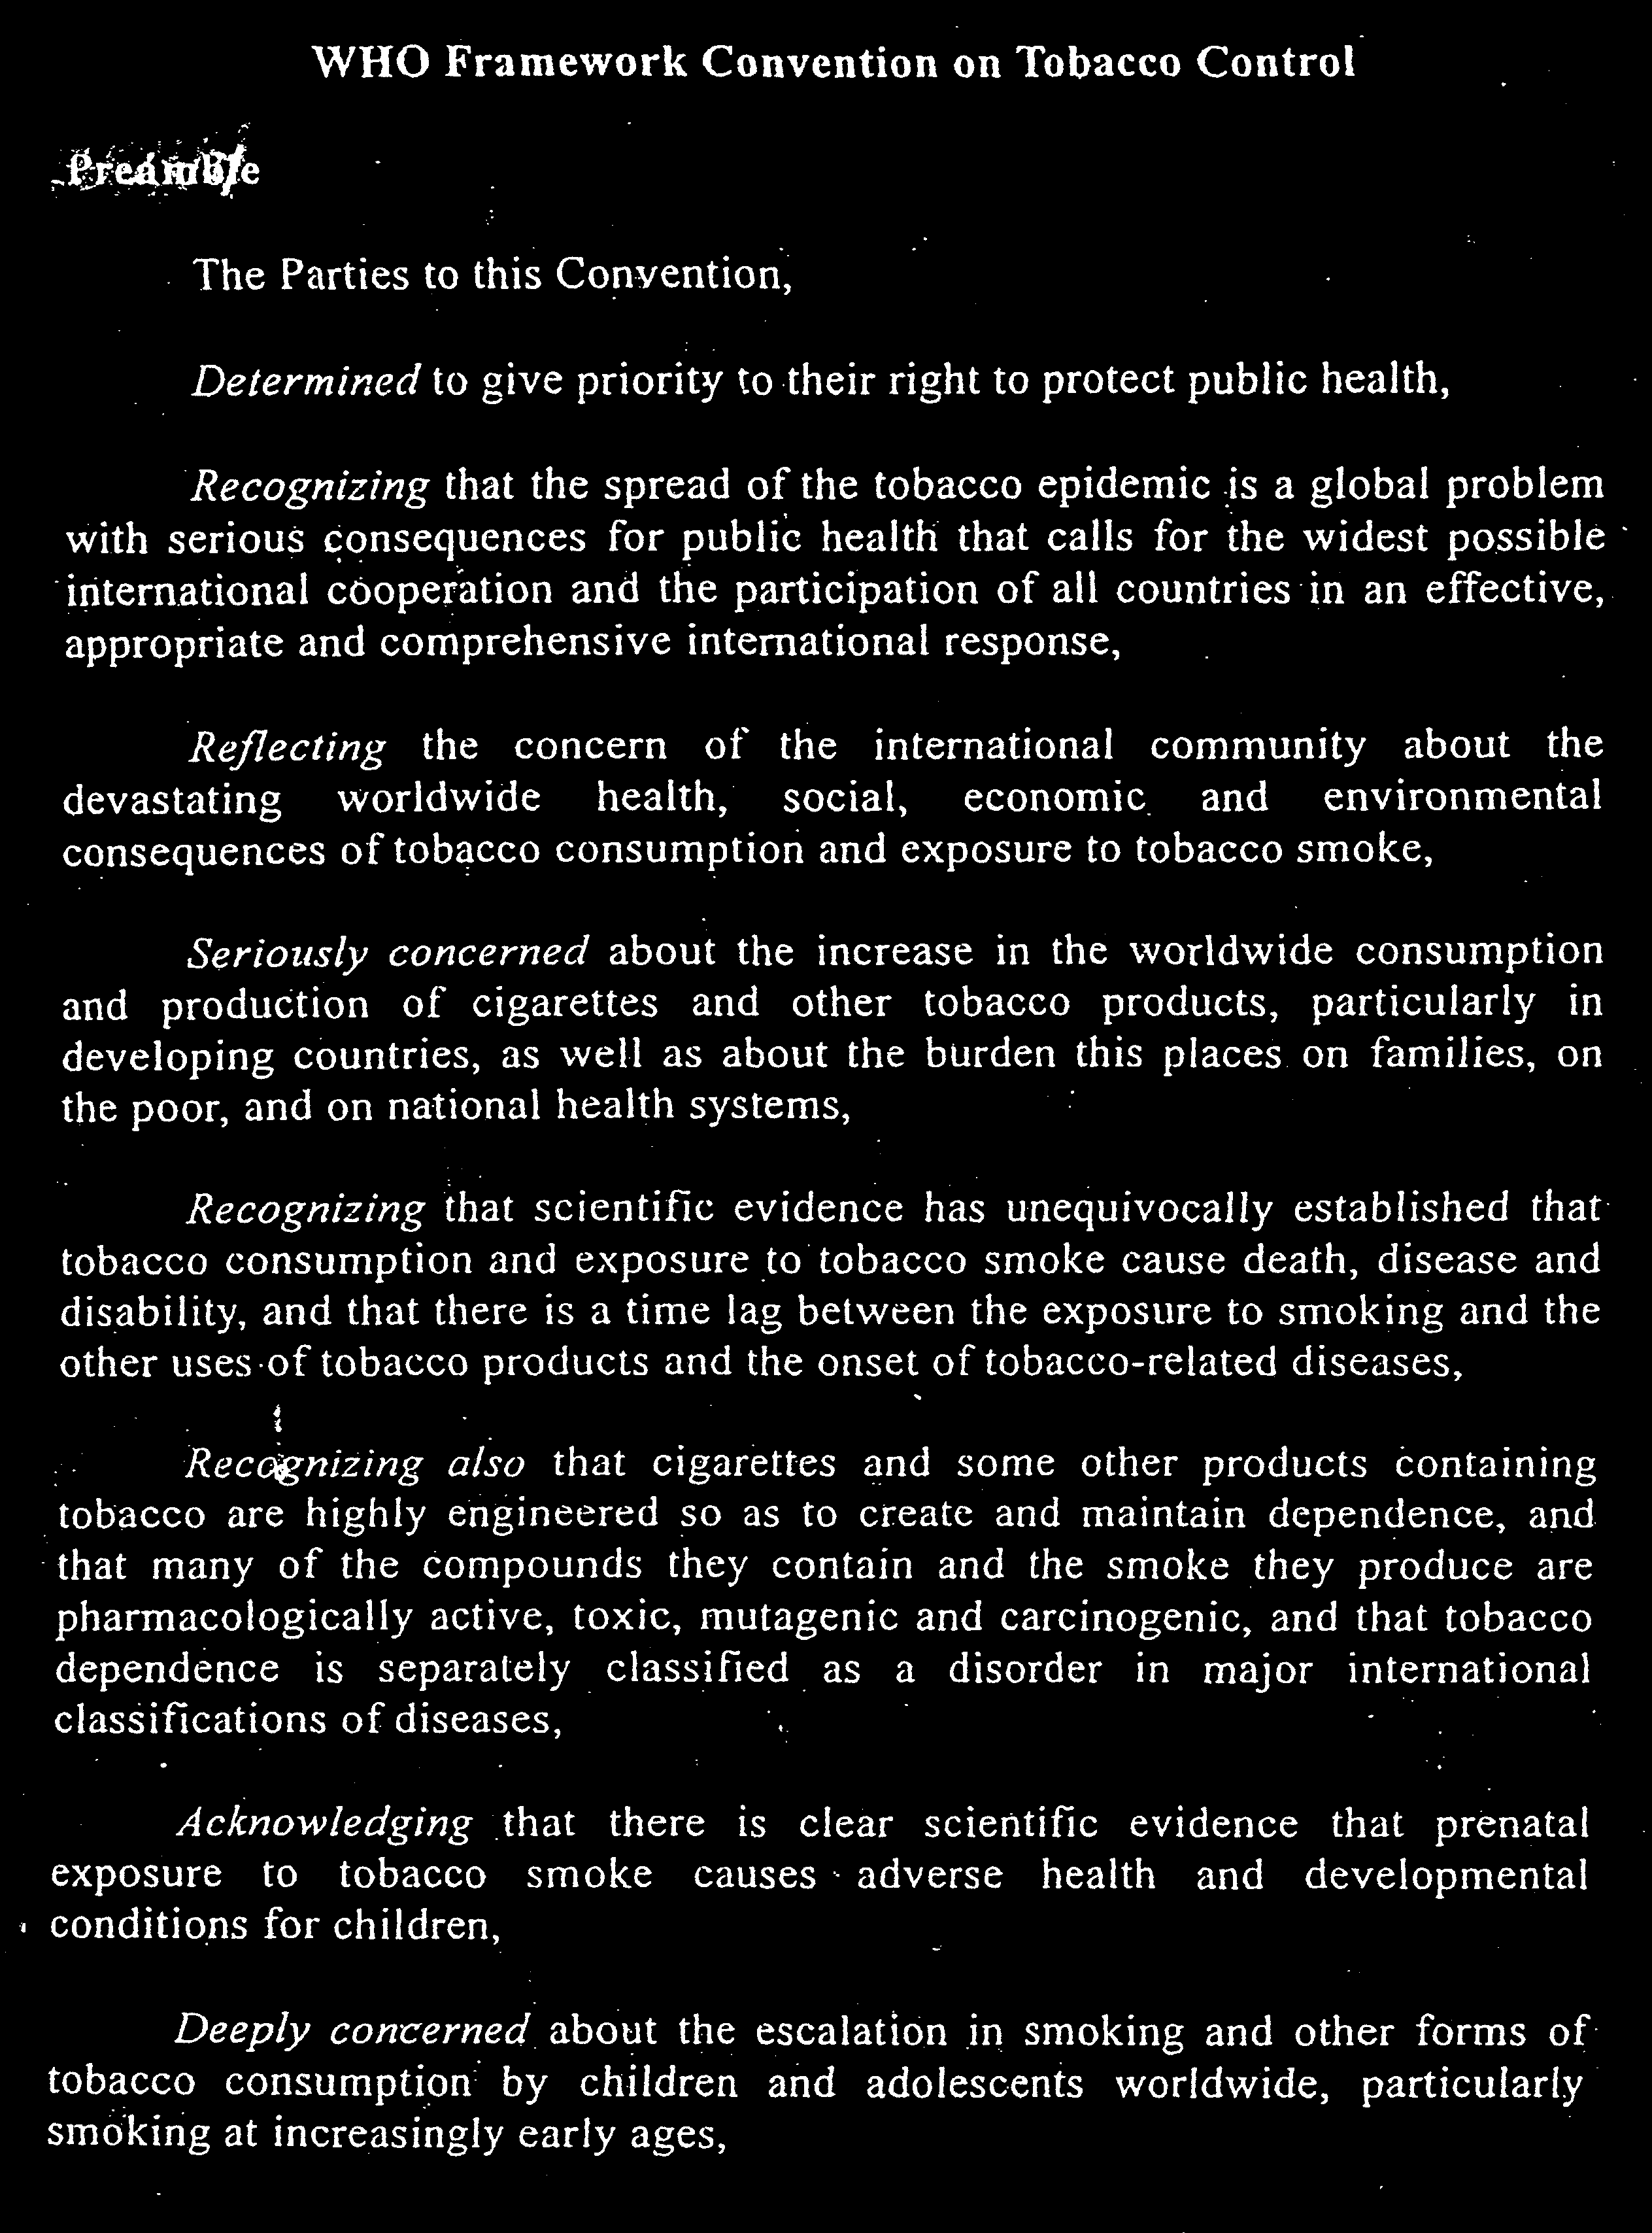 WHO Framework Convention on Tobacco Control
Preamble
The Parties to this Convention,
Determined to give priority to their right to protect public health,
Recognizing that the spread of the tobacco epidemic is a global problem
with serious consequences for public health that calls for the widest possible
international cooperation and the participation of all countries in an effective,
appropriate and comprehensive international response,
Reflecting the concern of the international community about the
devastating worldwide health, social, economic and environmental
consequences of tobacco consumption and exposure to tobacco smoke,
Seriously concerned about the increase in the worldwide consumption
and production of cigarettes and other tobacco products, particularly in
developing countries, as well as about the burden this places on families, on
the poor, and on national health systems,
Recognizing that scientific evidence has unequivocally established that
tobacco consumption and exposure to tobacco smoke cause death, disease and
disability, and that there is a time lag between the exposure to smoking and the
other uses of tobacco products and the onset of tobacco-related diseases,
Recognizing also that cigarettes and some other products containing
tobacco are highly engineered so as to create and maintain dependence, and
that many of the compounds they contain and the smoke they produce are
pharmacologically active, toxic, mutagenic and carcinogenic, and that tobacco
dependence is separately classified as a disorder in major international
classifications of diseases,
Acknowledging that there is clear scientific evidence that prenatal
exposure to tobacco smoke causes adverse health and developmental
conditions for children,
Deeply concerned about the escalation in smoking and other forms of
tobacco consumption by children and adolescents worldwide, particularly
smoking at increasingly early ages,